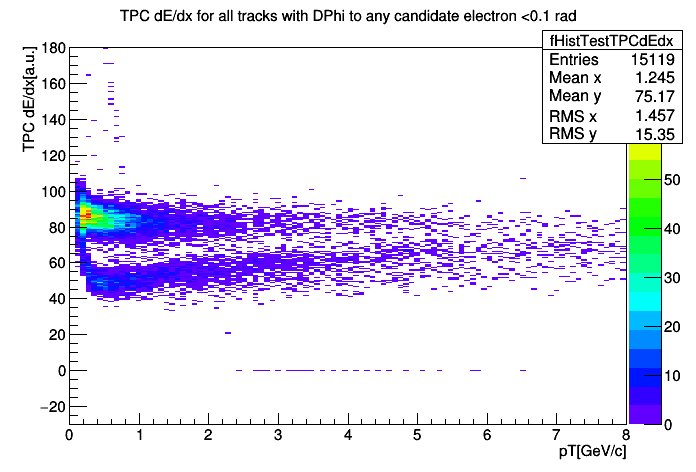 TPC dE/dx for all tracks with DPhi to any candidate electron <0.1 rad
fHistTestTPCdEdx
Entries 15119
Mean x 1.245
Mean y 75.17
RMS x 1.457
RMS y 15.35
TPC dE/dx[a.u.]
180
160
140
120
100
80
60
40
20
0
−20
0 1 2 3 4 5 6 7 8
pT[GeV/c]
50
40
30
20
10
0